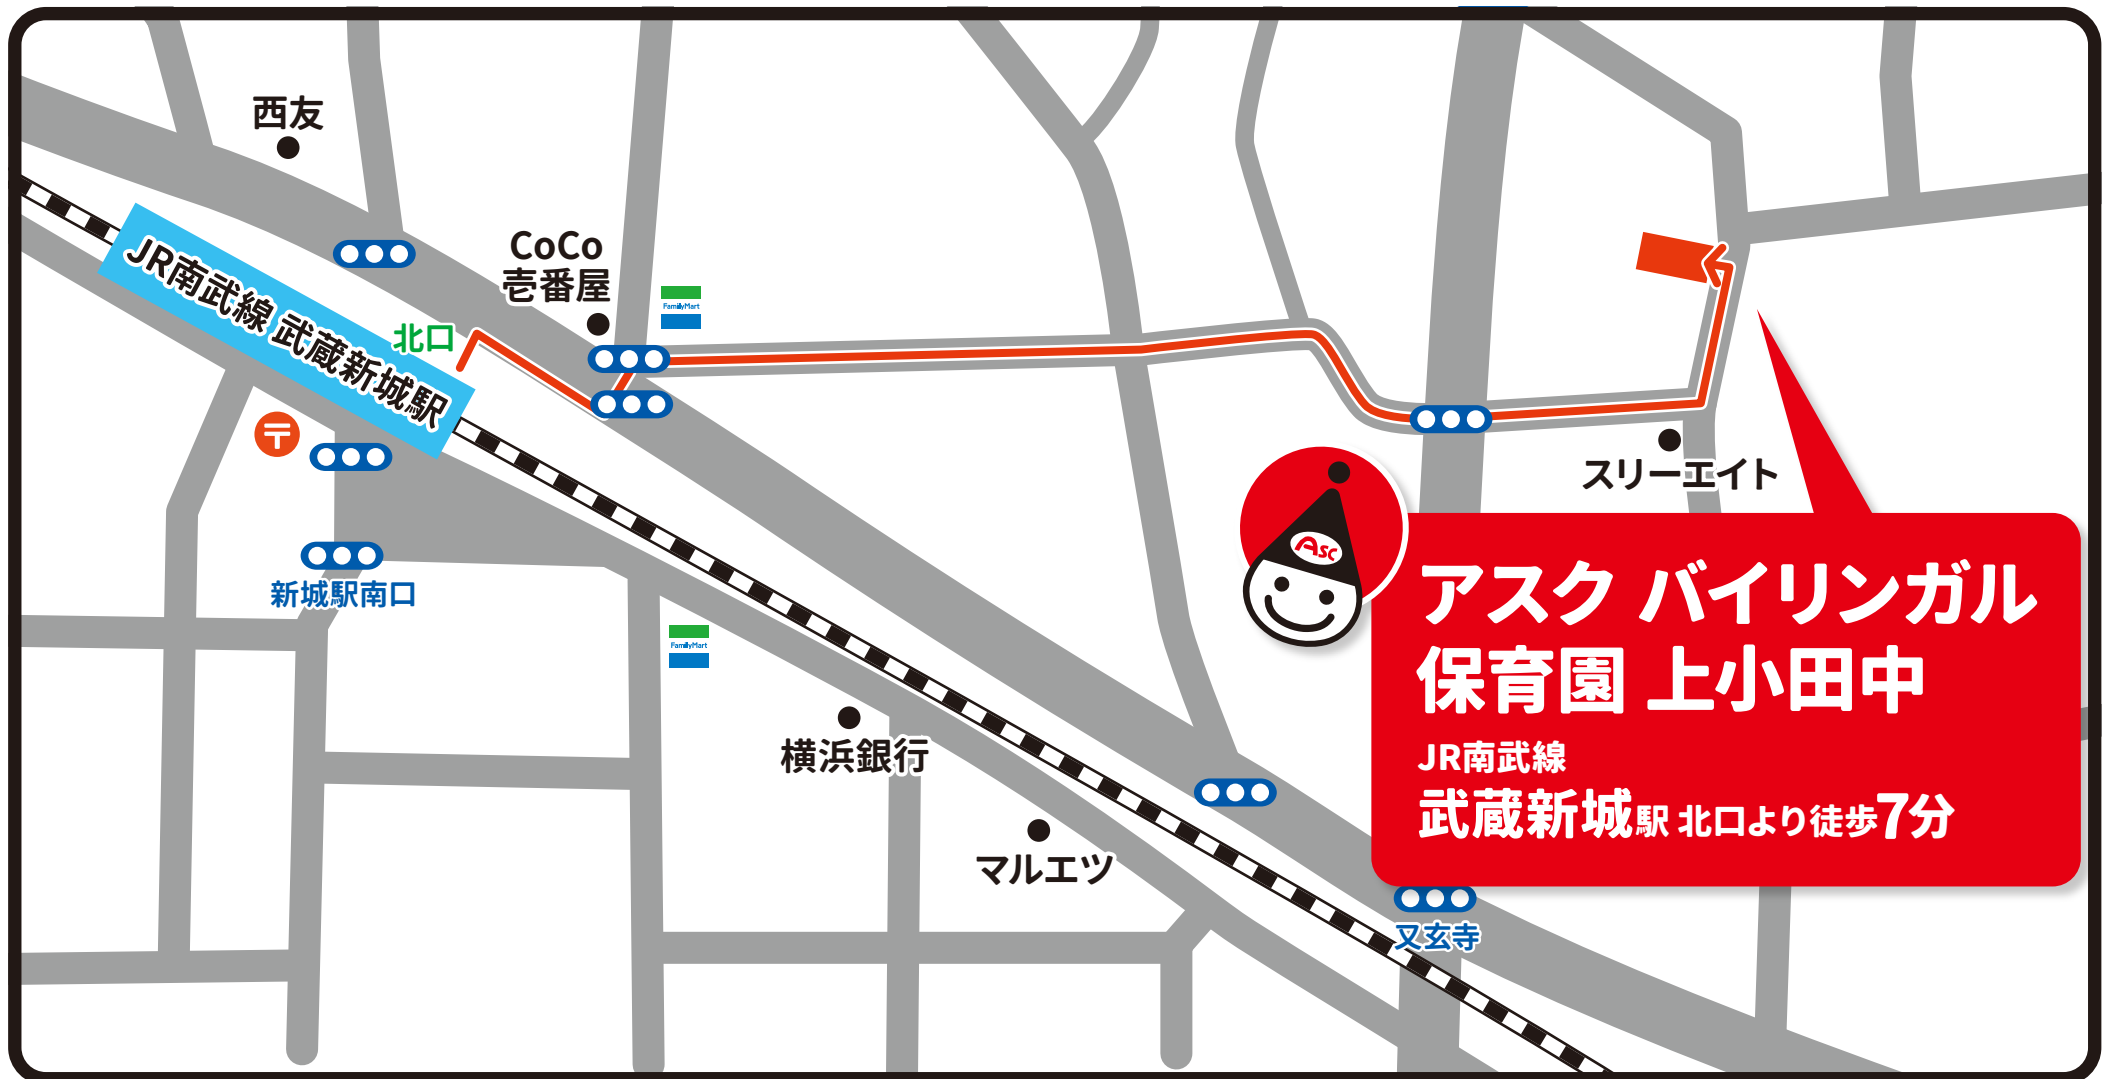 西友
CoCo
壱番屋
FamilyMart
JR南武線 武蔵新城駅
北口
〒
新城駅南口
FamilyMart
横浜銀行
マルエツ
スリーエイト
ASC
アスク バイリンガル
保育園 上小田中
JR南武線
武蔵新城駅 北口より徒歩7分
又玄寺